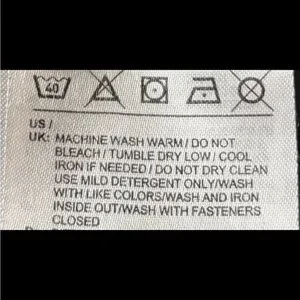 40
US /
UK: MACHINE WASH WARM / DO NOT
BLEACH / TUMBLE DRY LOW / COOL
IRON IF NEEDED / DO NOT DRY CLEAN
USE MILD DETERGENT ONLY/WASH
WITH LIKE COLORS/WASH AND IRON
INSIDE OUT/WASH WITH FASTENERS
CLOSED